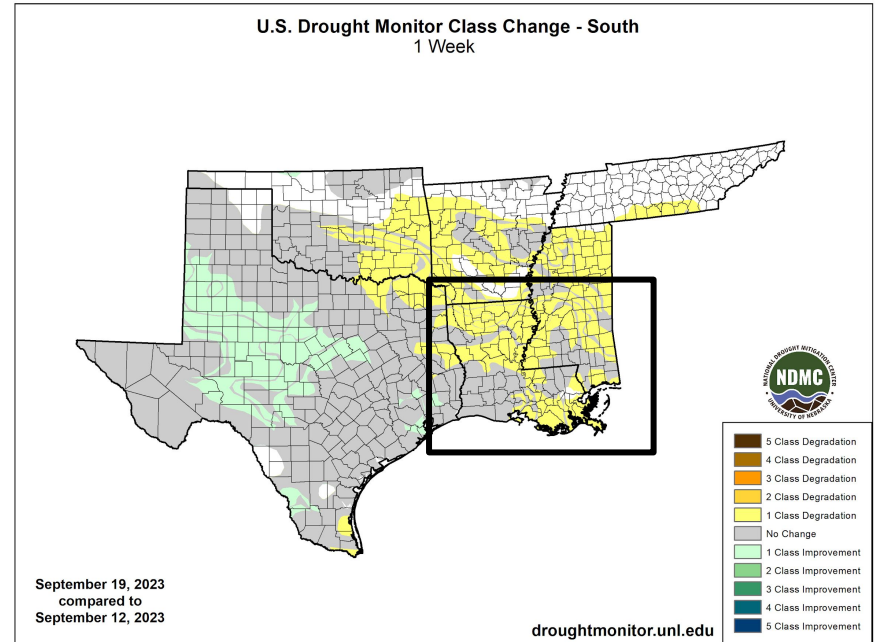 U.S. Drought Monitor Class Change - South
1 Week
NATIONAL DROUGHT MITIGATION CENTER
NDMC
UNIVERSITY OF NEBRASKA
5 Class Degradation
4 Class Degradation
3 Class Degradation
2 Class Degradation
1 Class Degradation
No Change
1 Class Improvement
2 Class Improvement
3 Class Improvement
4 Class Improvement
5 Class Improvement
September 19, 2023
compared to
September 12, 2023
droughtmonitor.unl.edu